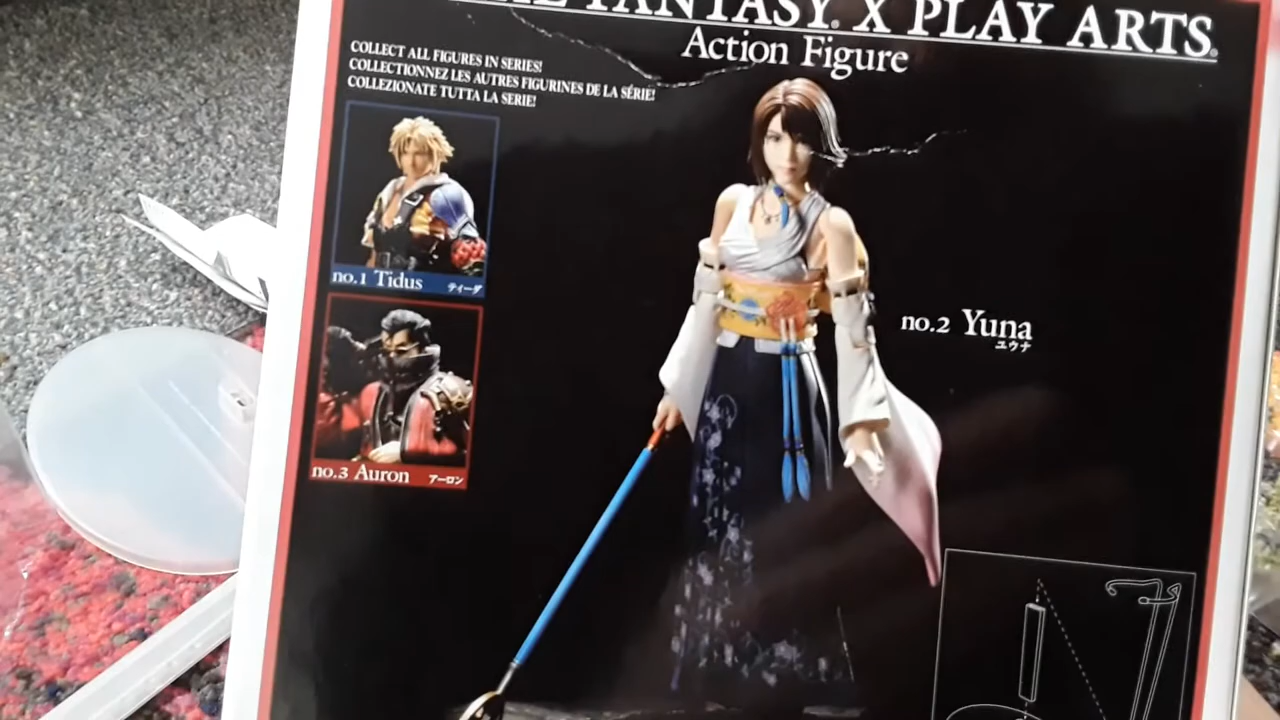 FANTASY® X PLAY ARTS®
Action Figure
COLLECT ALL FIGURES IN SERIES!
COLLECTIONNEZ LES AUTRES FIGURINES DE LA SÉRIE!
COLLEZIONATE TUTTA LA SERIE!
no.1 Tidus ティーダ
no.2 Yuna
ユウナ
no.3 Auron アーロン